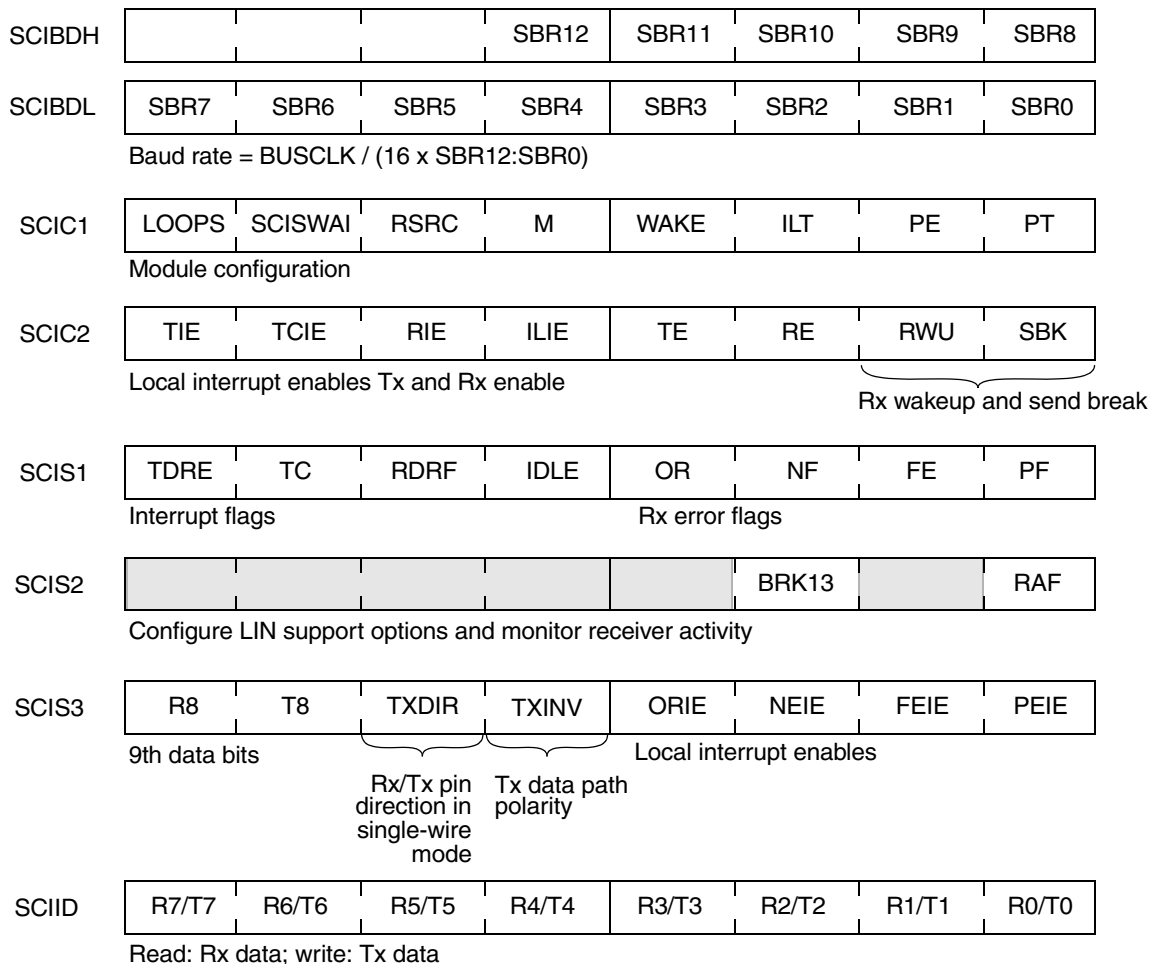 SCIBDH SBR12 SBR11 SBR10 SBR9 SBR8
SCIBDL SBR7 SBR6 SBR5 SBR4 SBR3 SBR2 SBR1 SBR0
Baud rate = BUSCLK / (16 x SBR12:SBR0)
SCIC1 LOOPS SCISWAI RSRC M WAKE ILT PE PT
Module configuration
SCIC2 TIE TCIE RIE ILIE TE RE RWU SBK
Local interrupt enables Tx and Rx enable
Rx wakeup and send break
SCIS1 TDRE TC RDRF IDLE OR NF FE PF
Interrupt flags Rx error flags
SCIS2 BRK13 RAF
Configure LIN support options and monitor receiver activity
SCIS3 R8 T8 TXDIR TXINV ORIE NEIE FEIE PEIE
9th data bits Local interrupt enables
Rx/Tx pin
direction in
single-wire
mode
Tx data path
polarity
SCIID R7/T7 R6/T6 R5/T5 R4/T4 R3/T3 R2/T2 R1/T1 R0/T0
Read: Rx data; write: Tx data